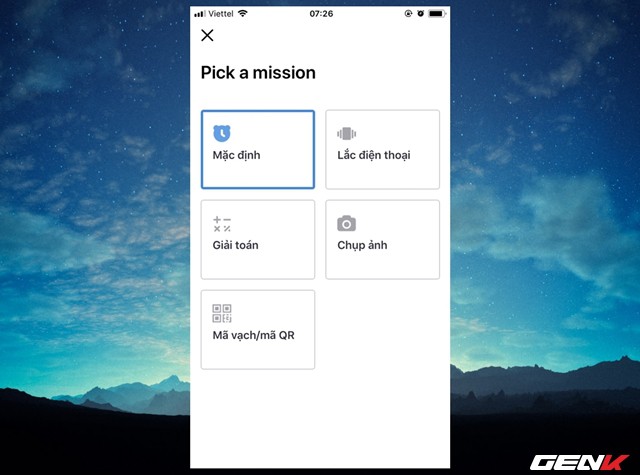 Viettel 07:26
Pick a mission
Mặc định
Lắc điện thoại
Giải toán
Chụp ảnh
Mã vạch/mã QR
GENK